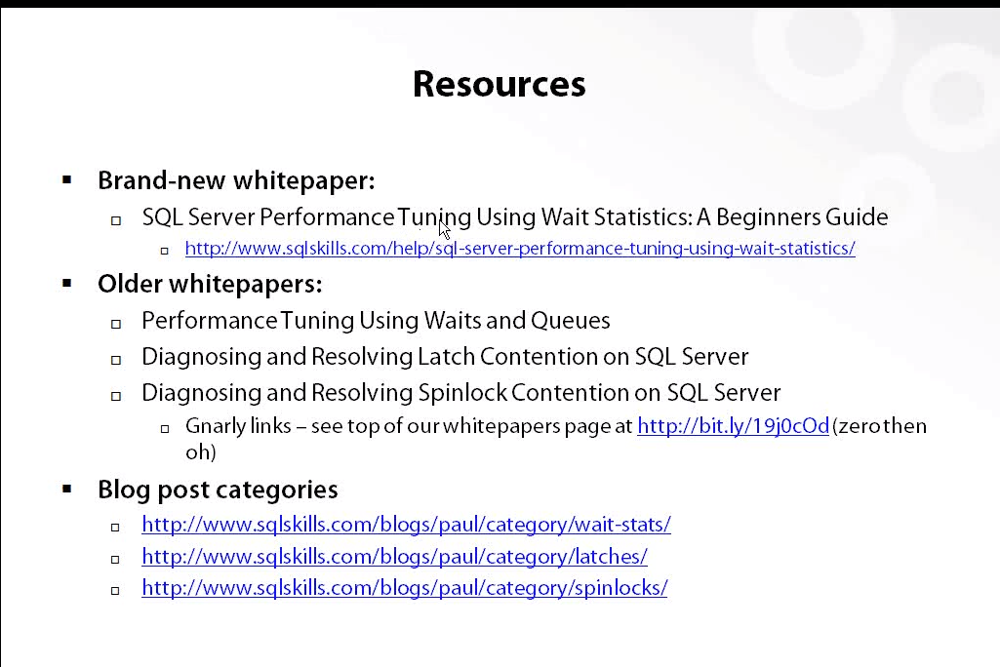 Resources
Brand-new whitepaper:
SQL Server Performance Tuning Using Wait Statistics: A Beginners Guide
http://www.sqlskills.com/help/sql-server-performance-tuning-using-wait-statistics/
Older whitepapers:
Performance Tuning Using Waits and Queues
Diagnosing and Resolving Latch Contention on SQL Server
Diagnosing and Resolving Spinlock Contention on SQL Server
Gnarly links – see top of our whitepapers page at http://bit.ly/19j0cOd (zero then
oh)
Blog post categories
http://www.sqlskills.com/blogs/paul/category/wait-stats/
http://www.sqlskills.com/blogs/paul/category/latches/
http://www.sqlskills.com/blogs/paul/category/spinlocks/